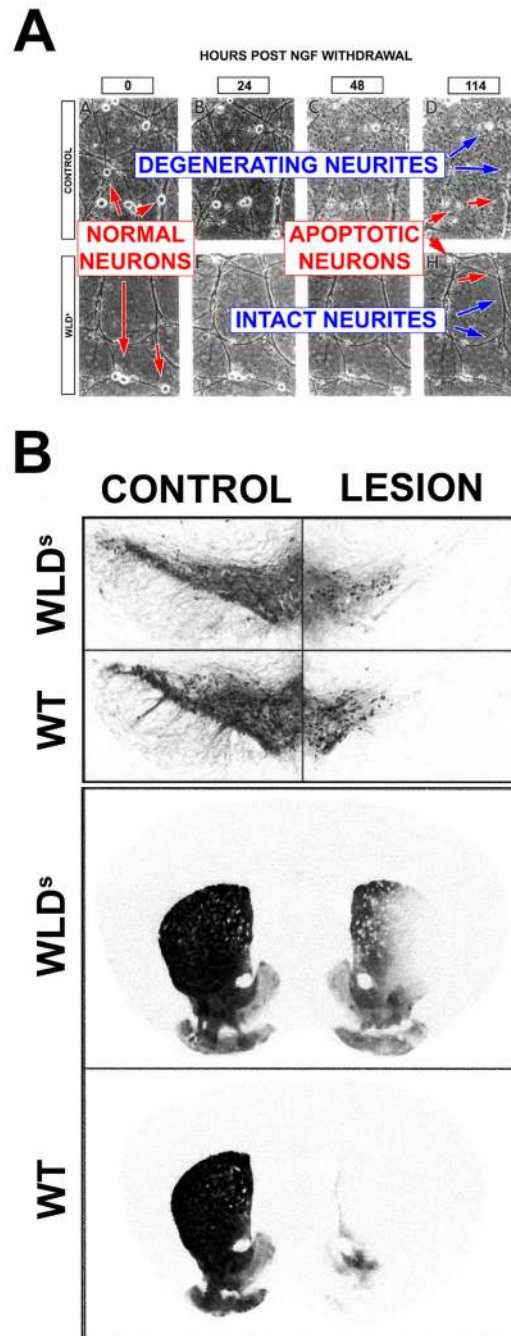 A
HOURS POST NGF WITHDRAWAL
0 24 48 114
CONTROL
A B C D
DEGENERATING NEURITES
NORMAL
NEURONS
APOPTOTIC
NEURONS
WLDˢ
F H
INTACT NEURITES
B
CONTROL LESION
WLDˢ
WT
WLDˢ
WT